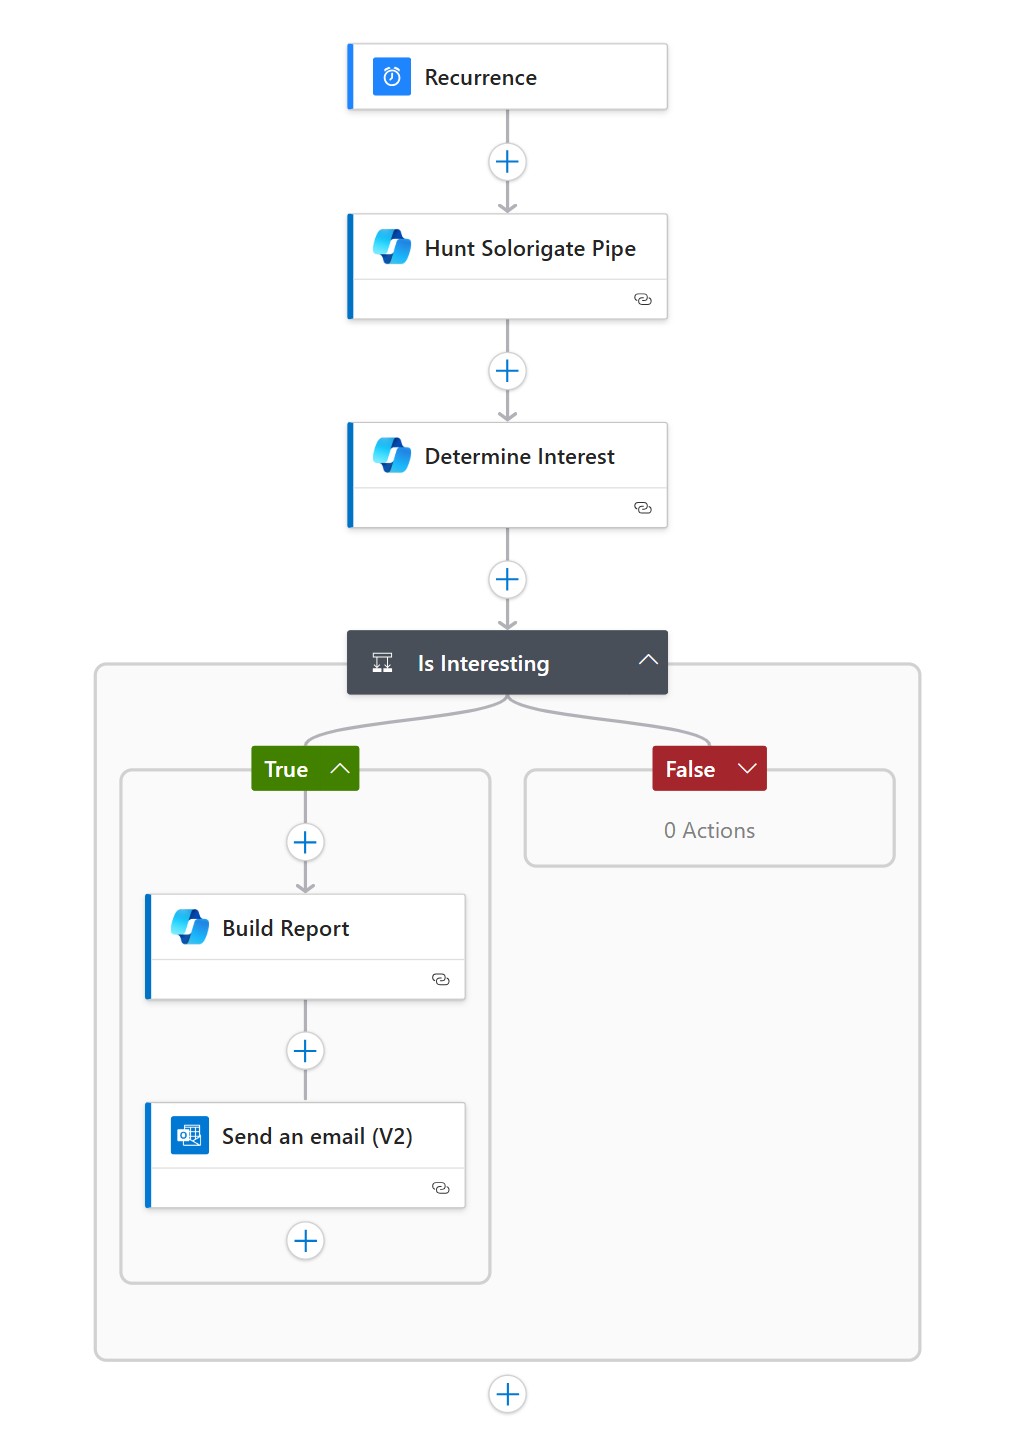 Recurrence
Hunt Solorigate Pipe
Determine Interest
Is Interesting
True
False
0 Actions
Build Report
Send an email (V2)